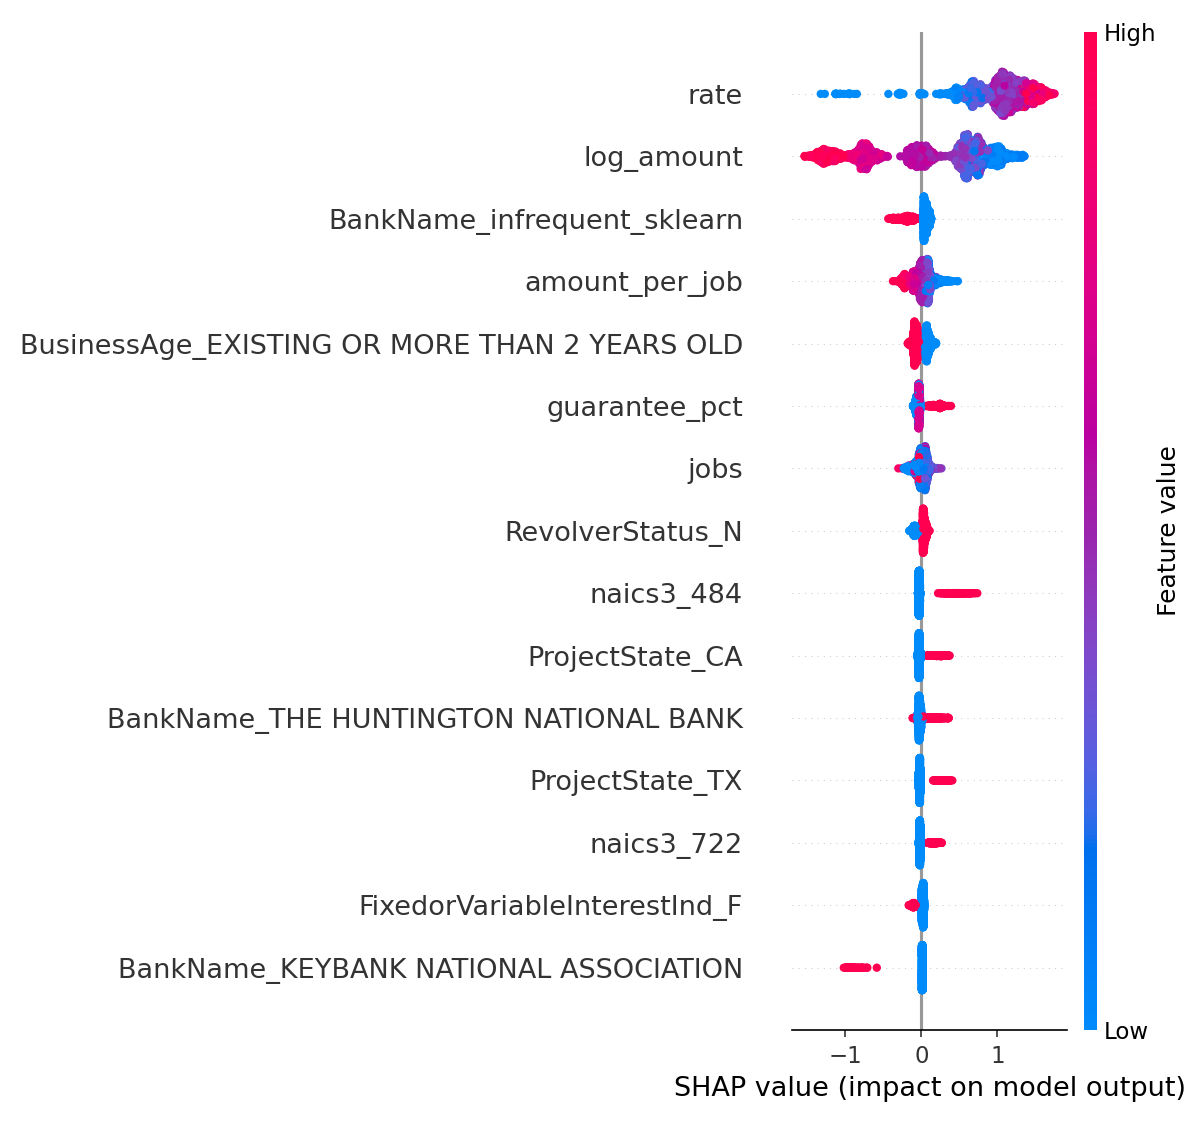 High
rate
log_amount
BankName_infrequent_sklearn
amount_per_job
BusinessAge_EXISTING OR MORE THAN 2 YEARS OLD
guarantee_pct
jobs
RevolverStatus_N
naics3_484
ProjectState_CA
BankName_THE HUNTINGTON NATIONAL BANK
ProjectState_TX
naics3_722
FixedorVariableInterestInd_F
BankName_KEYBANK NATIONAL ASSOCIATION
Feature value
Low
−1 0 1
SHAP value (impact on model output)